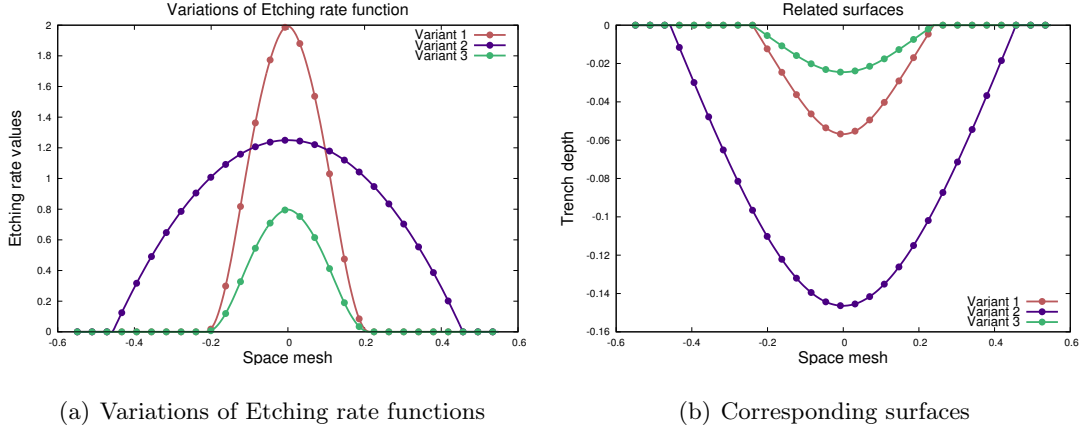 Variations of Etching rate function
Etching rate values
2
1.8
1.6
1.4
1.2
1
0.8
0.6
0.4
0.2
0
-0.6
-0.4
-0.2
0
0.2
0.4
0.6
Space mesh
Variant 1
Variant 2
Variant 3
(a) Variations of Etching rate functions
Related surfaces
Trench depth
0
-0.02
-0.04
-0.06
-0.08
-0.1
-0.12
-0.14
-0.16
-0.6
-0.4
-0.2
0
0.2
0.4
0.6
Space mesh
Variant 1
Variant 2
Variant 3
(b) Corresponding surfaces